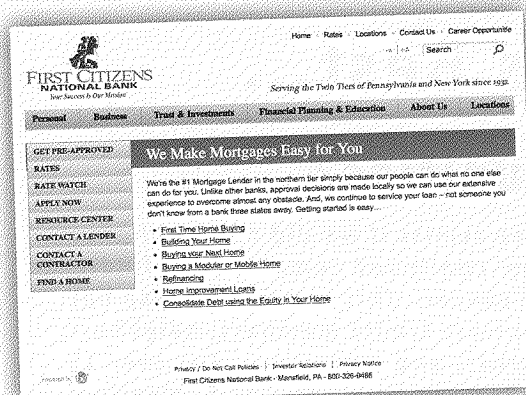 Home Rates Locations Contact Us Career Opportunitie
Search
FIRST CITIZENS
NATIONAL BANK
Your Success Is Our Mission
Serving the Twin Tiers of Pennsylvania and New York since 1932.
Personal Business Trust & Investments Financial Planning & Education About Us Locations
GET PRE-APPROVED
RATES
RATE WATCH
APPLY NOW
RESOURCE CENTER
CONTACT A LENDER
CONTACT A
CONTRACTOR
FIND A HOME
We Make Mortgages Easy for You
We're the #1 Mortgage Lender in the northern tier simply because our people can do what no one else
can do for you. Unlike other banks, approval decisions are made locally so we can use our extensive
experience to overcome almost any obstacle. And, we continue to service your loan – not someone you
don't know from a bank three states away. Getting started is easy...
• First Time Home Buying
• Building Your Home
• Buying your Next Home
• Buying a Modular or Mobile Home
• Refinancing
• Home Improvement Loans
• Consolidate Debt using the Equity in Your Home
Privacy / Do Not Call Policies | Investor Relations | Privacy Notice
First Citizens National Bank - Mansfield, PA - 800-326-9486